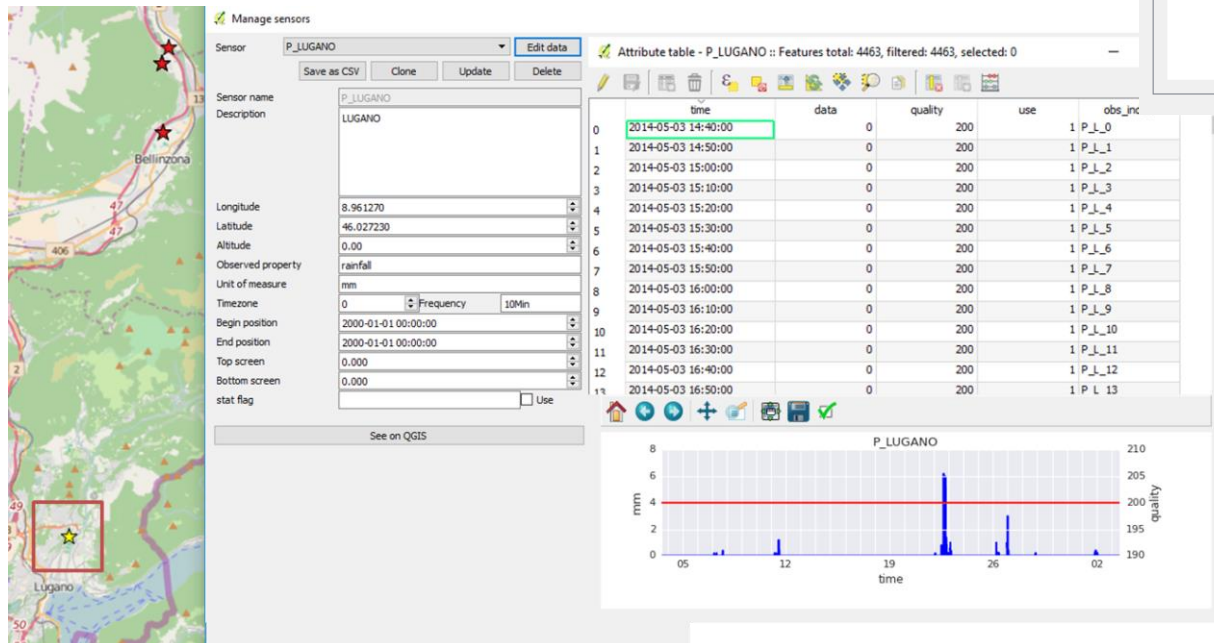 Manage sensors
Sensor P_LUGANO Edit data
Save as CSV Clone Update Delete
Sensor name P_LUGANO
Description LUGANO
Longitude 8.961270
Latitude 46.027230
Altitude 0.00
Observed property rainfall
Unit of measure mm
Timezone 0 Frequency 10Min
Begin position 2000-01-01 00:00:00
End position 2000-01-01 00:00:00
Top screen 0.000
Bottom screen 0.000
stat flag Use
See on QGIS
Attribute table - P_LUGANO :: Features total: 4463, filtered: 4463, selected: 0
time data quality use obs_inc
0 2014-05-03 14:40:00 0 200 1 P_L_0
1 2014-05-03 14:50:00 0 200 1 P_L_1
2 2014-05-03 15:00:00 0 200 1 P_L_2
3 2014-05-03 15:10:00 0 200 1 P_L_3
4 2014-05-03 15:20:00 0 200 1 P_L_4
5 2014-05-03 15:30:00 0 200 1 P_L_5
6 2014-05-03 15:40:00 0 200 1 P_L_6
7 2014-05-03 15:50:00 0 200 1 P_L_7
8 2014-05-03 16:00:00 0 200 1 P_L_8
9 2014-05-03 16:10:00 0 200 1 P_L_9
10 2014-05-03 16:20:00 0 200 1 P_L_10
11 2014-05-03 16:30:00 0 200 1 P_L_11
12 2014-05-03 16:40:00 0 200 1 P_L_12
13 2014-05-03 16:50:00 0 200 1 P_L_13
P_LUGANO
8 210
6 205
4 200
2 195
0 190
mm
quality
05 12 19 26 02
time
13
Bellinzona
47
47
406
2
49
Lugano
50